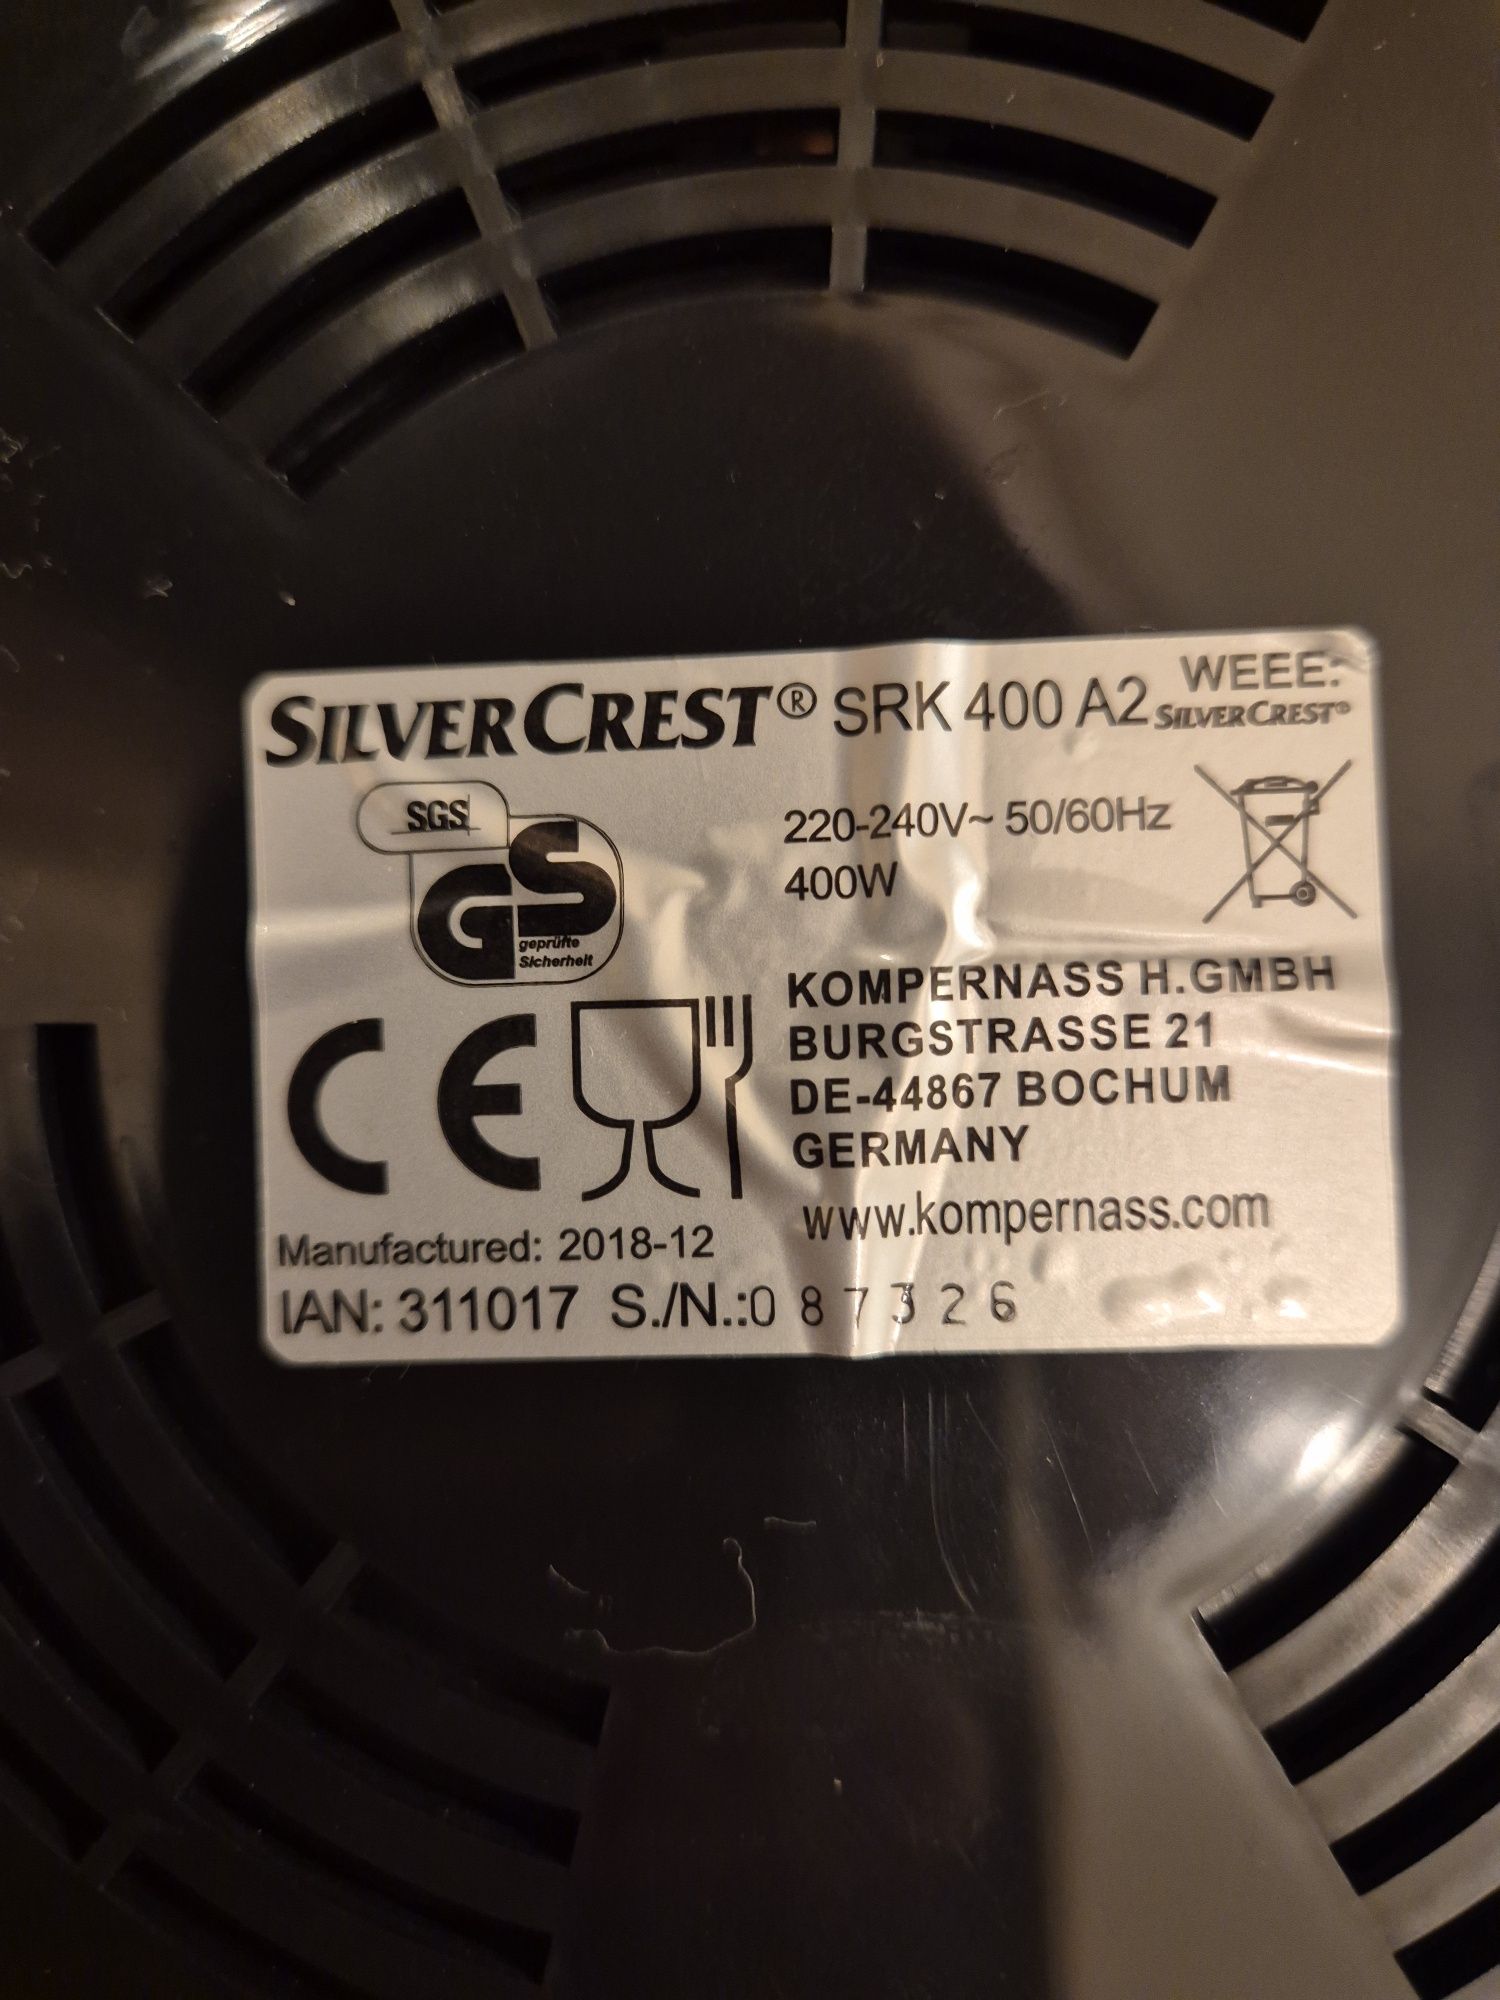 SILVERCREST® SRK 400 A2
WEEE:
SILVERCREST®
SGS
GS
geprüfte
Sicherheit
220-240V~ 50/60Hz
400W
KOMPERNASS H.GMBH
BURGSTRASSE 21
DE-44867 BOCHUM
GERMANY
www.kompernass.com
CE
Manufactured: 2018-12
IAN: 311017 S./N.:087326